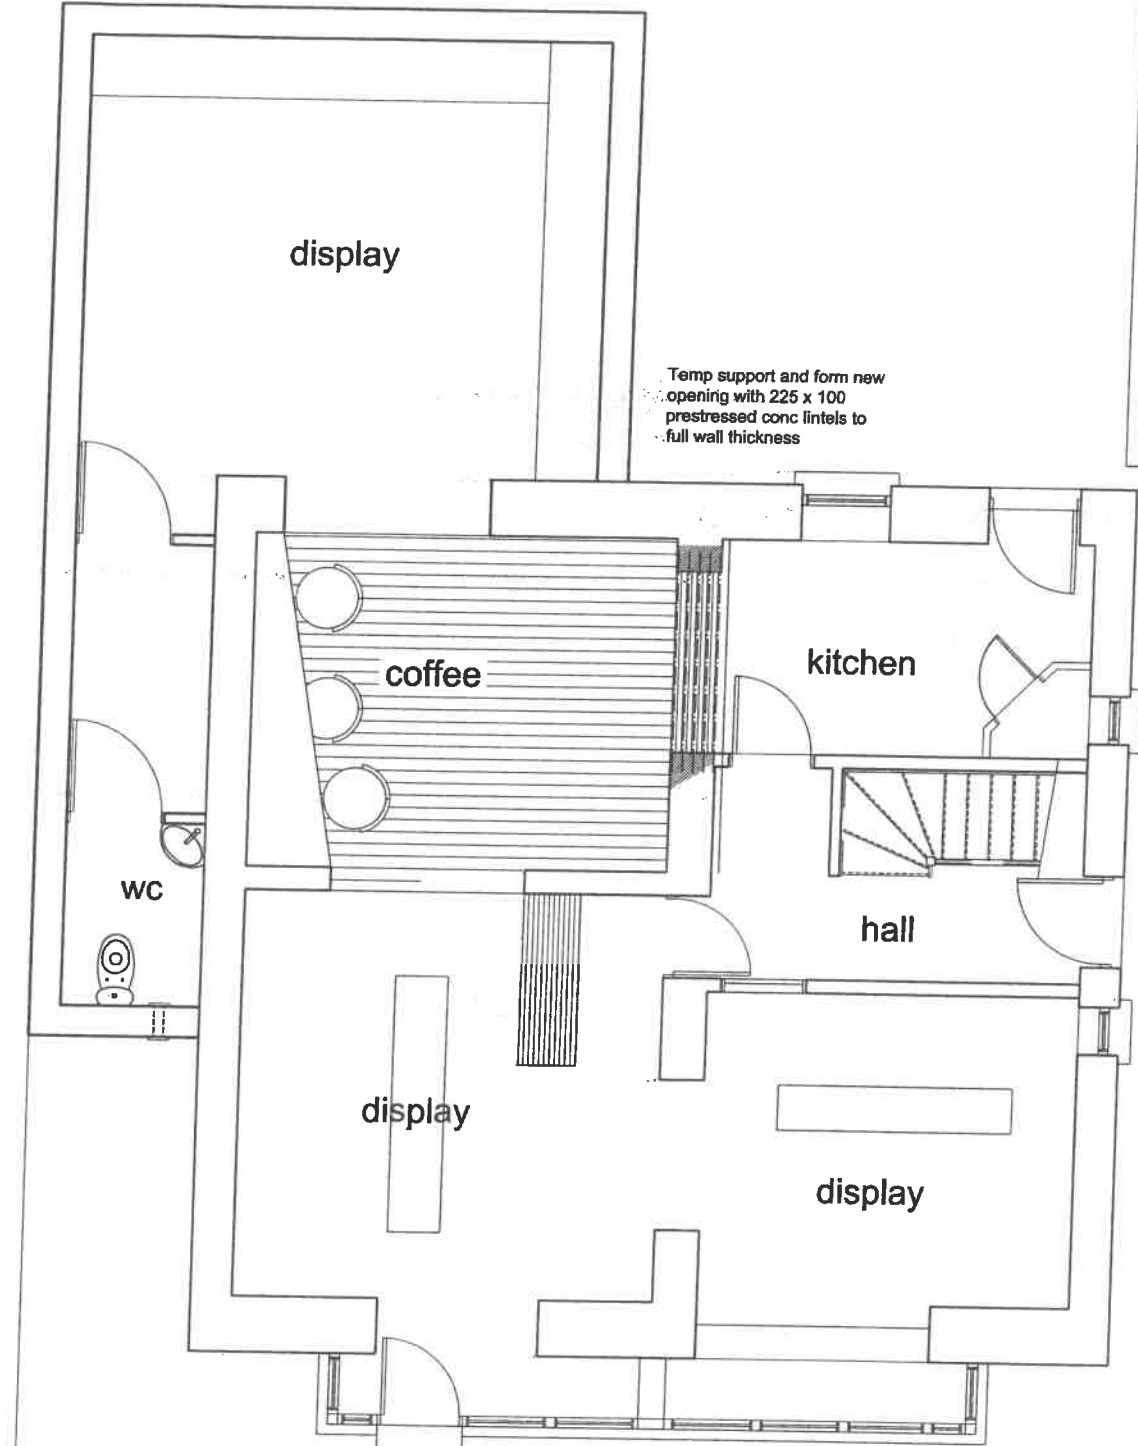 display
Temp support and form new
opening with 225 x 100
prestressed conc lintels to
full wall thickness
coffee
kitchen
wc
hall
display
display